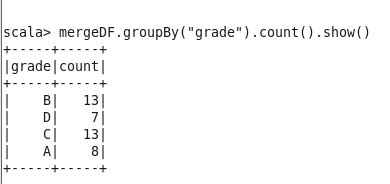 scala> mergeDF.groupBy("grade").count().show()
+-----+-----+
|grade|count|
+-----+-----+
|    B|   13|
|    D|    7|
|    C|   13|
|    A|    8|
+-----+-----+